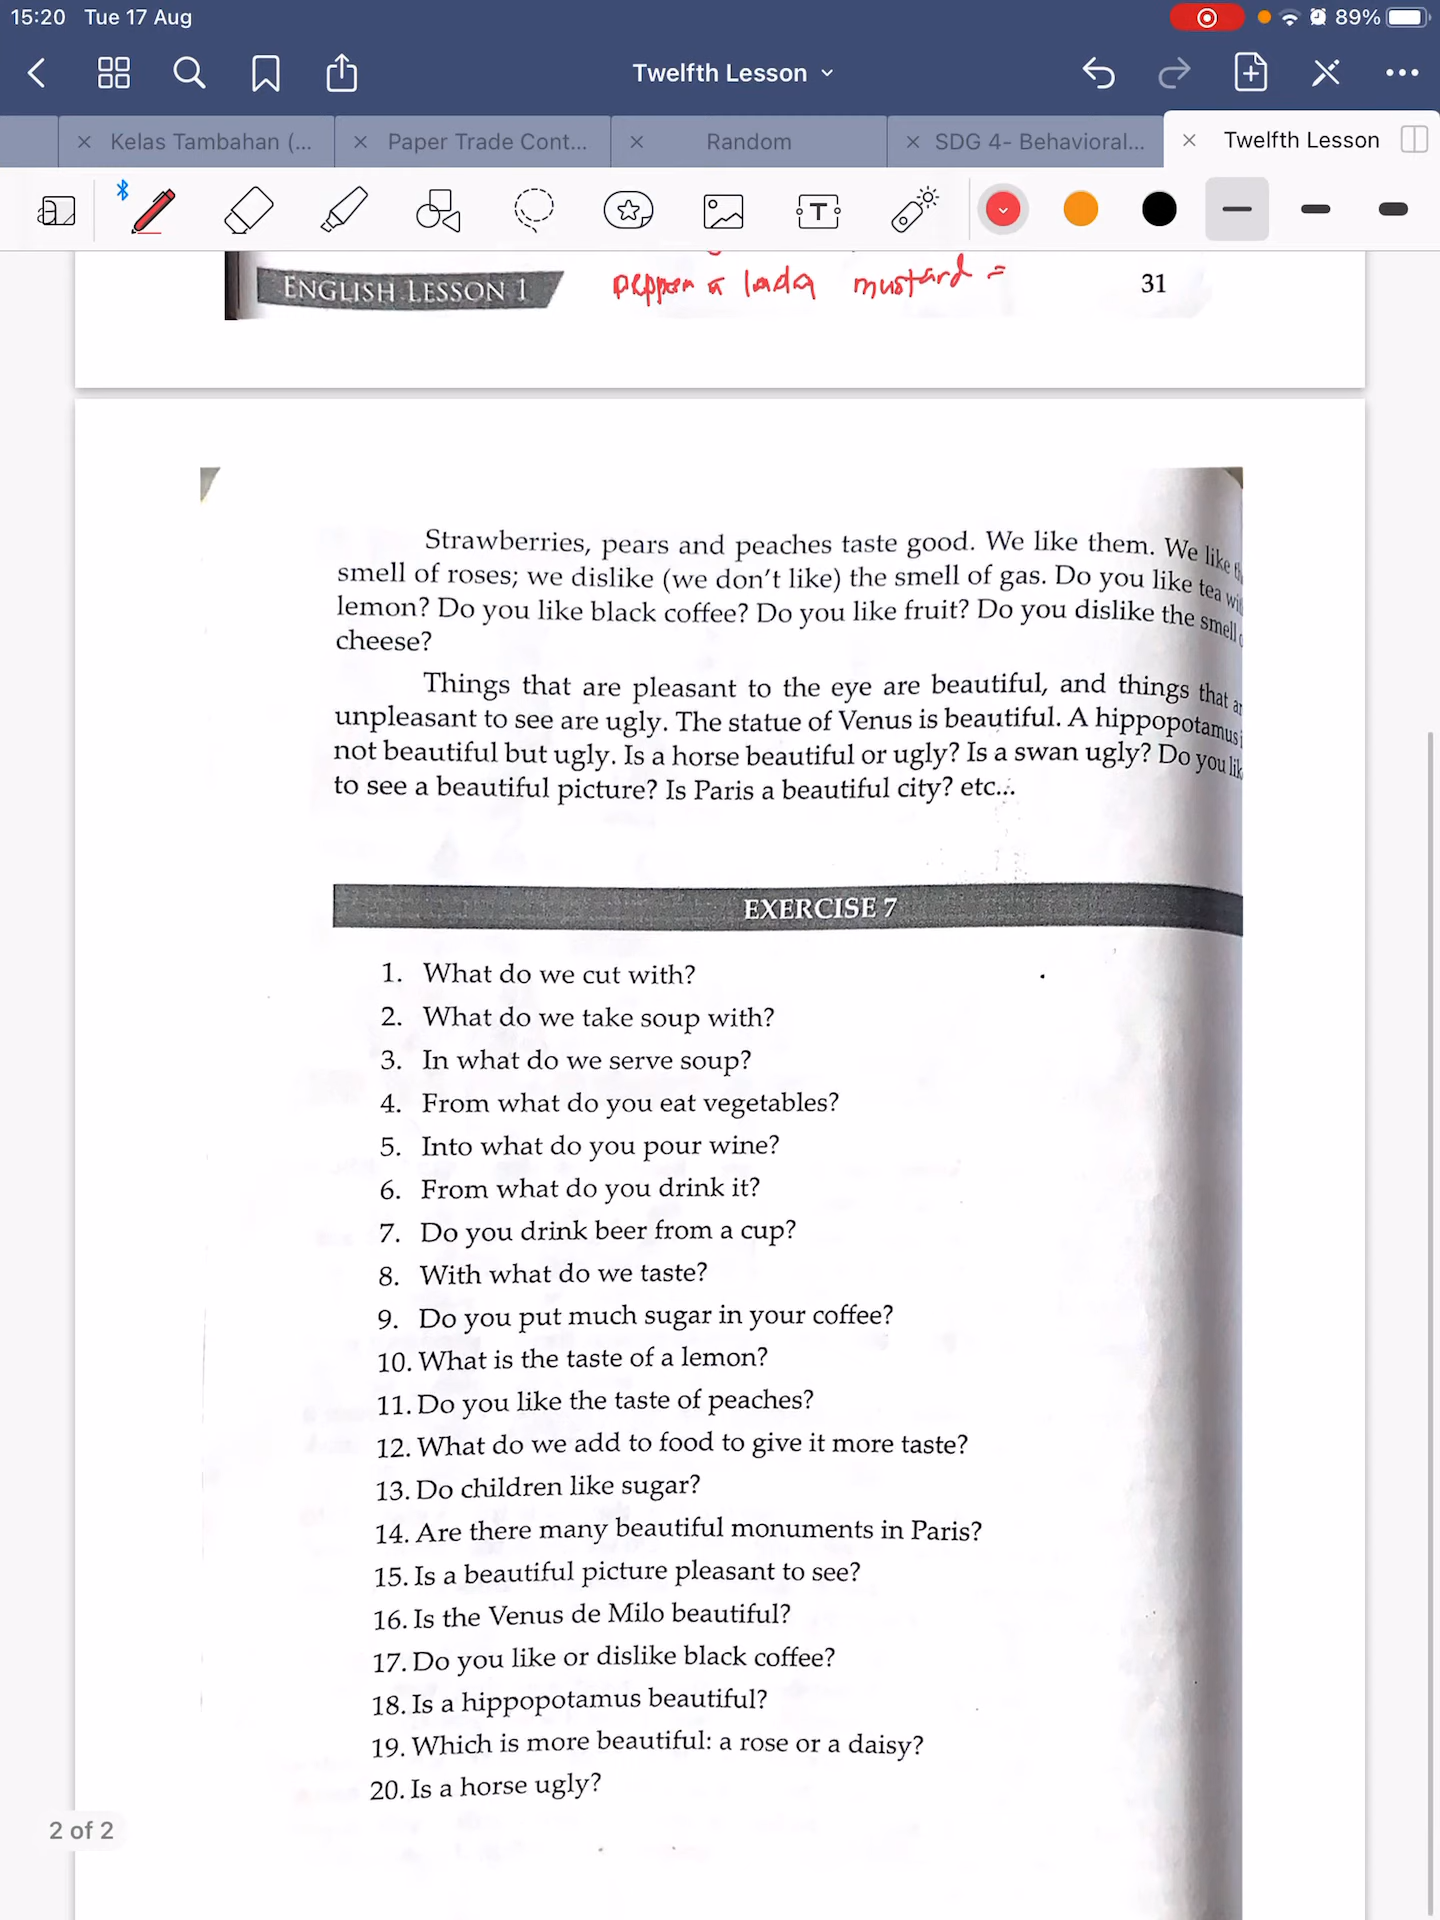 15:20 Tue 17 Aug
89%
Twelfth Lesson
Kelas Tambahan (...
Paper Trade Cont...
Random
SDG 4- Behavioral...
Twelfth Lesson
T
ENGLISH LESSON 1
lada mustard =
31
Strawberries, pears and peaches taste good. We like them. We like
smell of roses; we dislike (we don't like) the smell of gas. Do you like tea
lemon? Do you like black coffee? Do you like fruit? Do you dislike the smell
cheese?
Things that are pleasant to the eye are beautiful, and things that
unpleasant to see are ugly. The statue of Venus is beautiful. A hippopotamus
not beautiful but ugly. Is a horse beautiful or ugly? Is a swan ugly? Do you
to see a beautiful picture? Is Paris a beautiful city? etc...
EXERCISE 7
1. What do we cut with?
2. What do we take soup with?
3. In what do we serve soup?
4. From what do you eat vegetables?
5. Into what do you pour wine?
6. From what do you drink it?
7. Do you drink beer from a cup?
8. With what do we taste?
9. Do you put much sugar in your coffee?
10. What is the taste of a lemon?
11. Do you like the taste of peaches?
12. What do we add to food to give it more taste?
13. Do children like sugar?
14. Are there many beautiful monuments in Paris?
15. Is a beautiful picture pleasant to see?
16. Is the Venus de Milo beautiful?
17. Do you like or dislike black coffee?
18. Is a hippopotamus beautiful?
19. Which is more beautiful: a rose or a daisy?
20. Is a horse ugly?
2 of 2